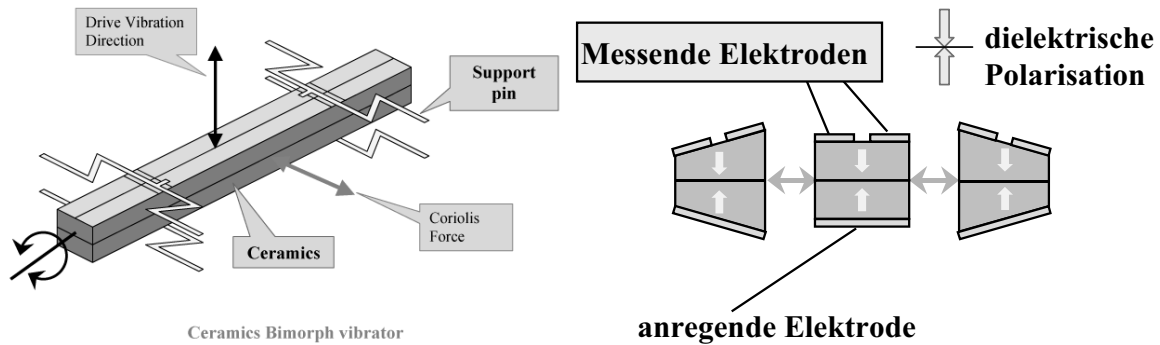 Drive Vibration
Direction
Support
pin
Coriolis
Force
Ceramics
Ceramics Bimorph vibrator
Messende Elektroden
dielektrische
Polarisation
anregende Elektrode